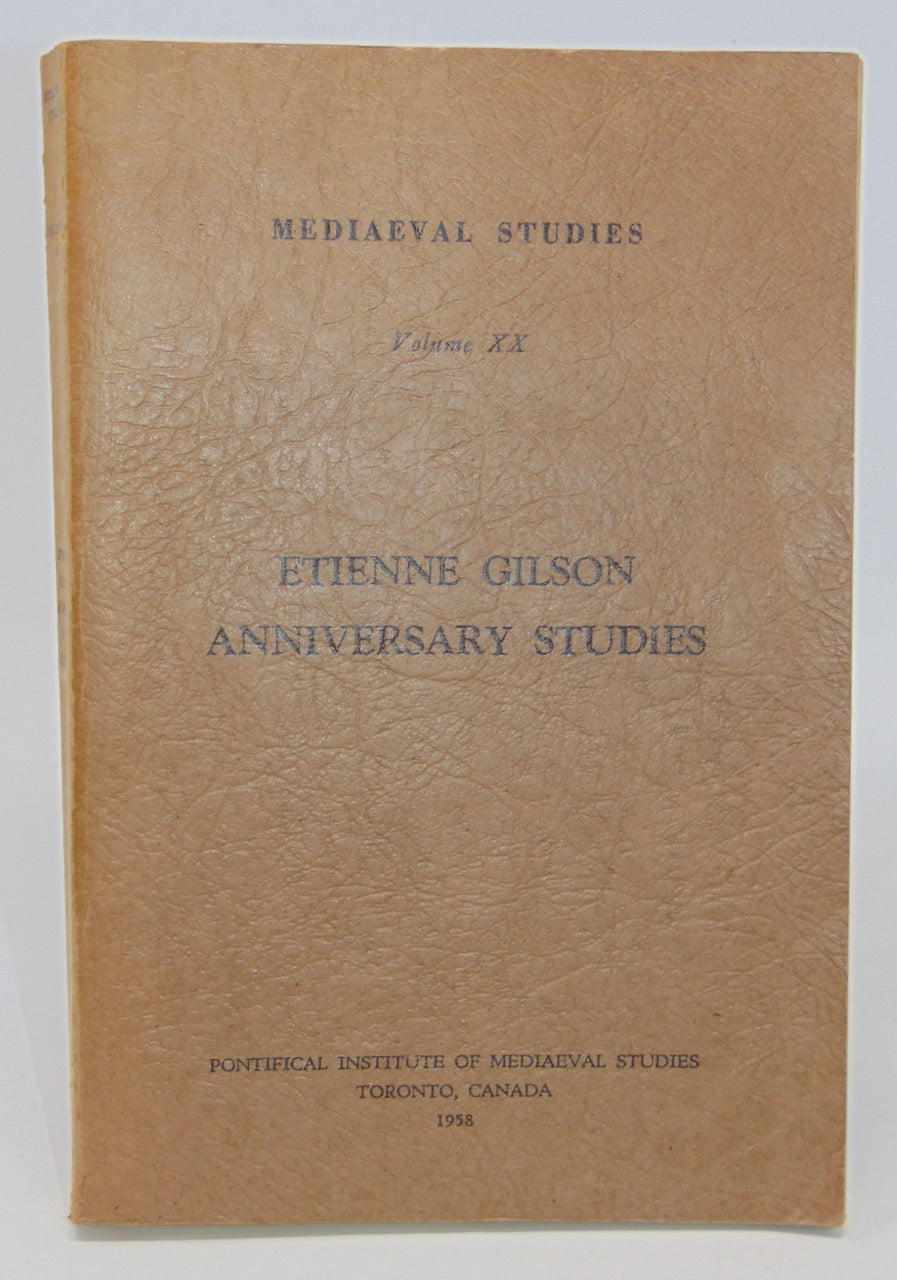 MEDIAEVAL STUDIES
Volume XX
ETIENNE GILSON
ANNIVERSARY STUDIES
PONTIFICAL INSTITUTE OF MEDIAEVAL STUDIES
TORONTO, CANADA
1958